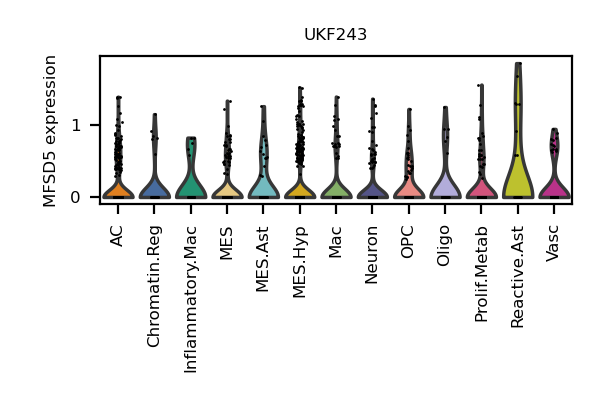 UKF243
MFSD5 expression
1
0
AC
Chromatin.Reg
Inflammatory.Mac
MES
MES.Ast
MES.Hyp
Mac
Neuron
OPC
Oligo
Prolif.Metab
Reactive.Ast
Vasc